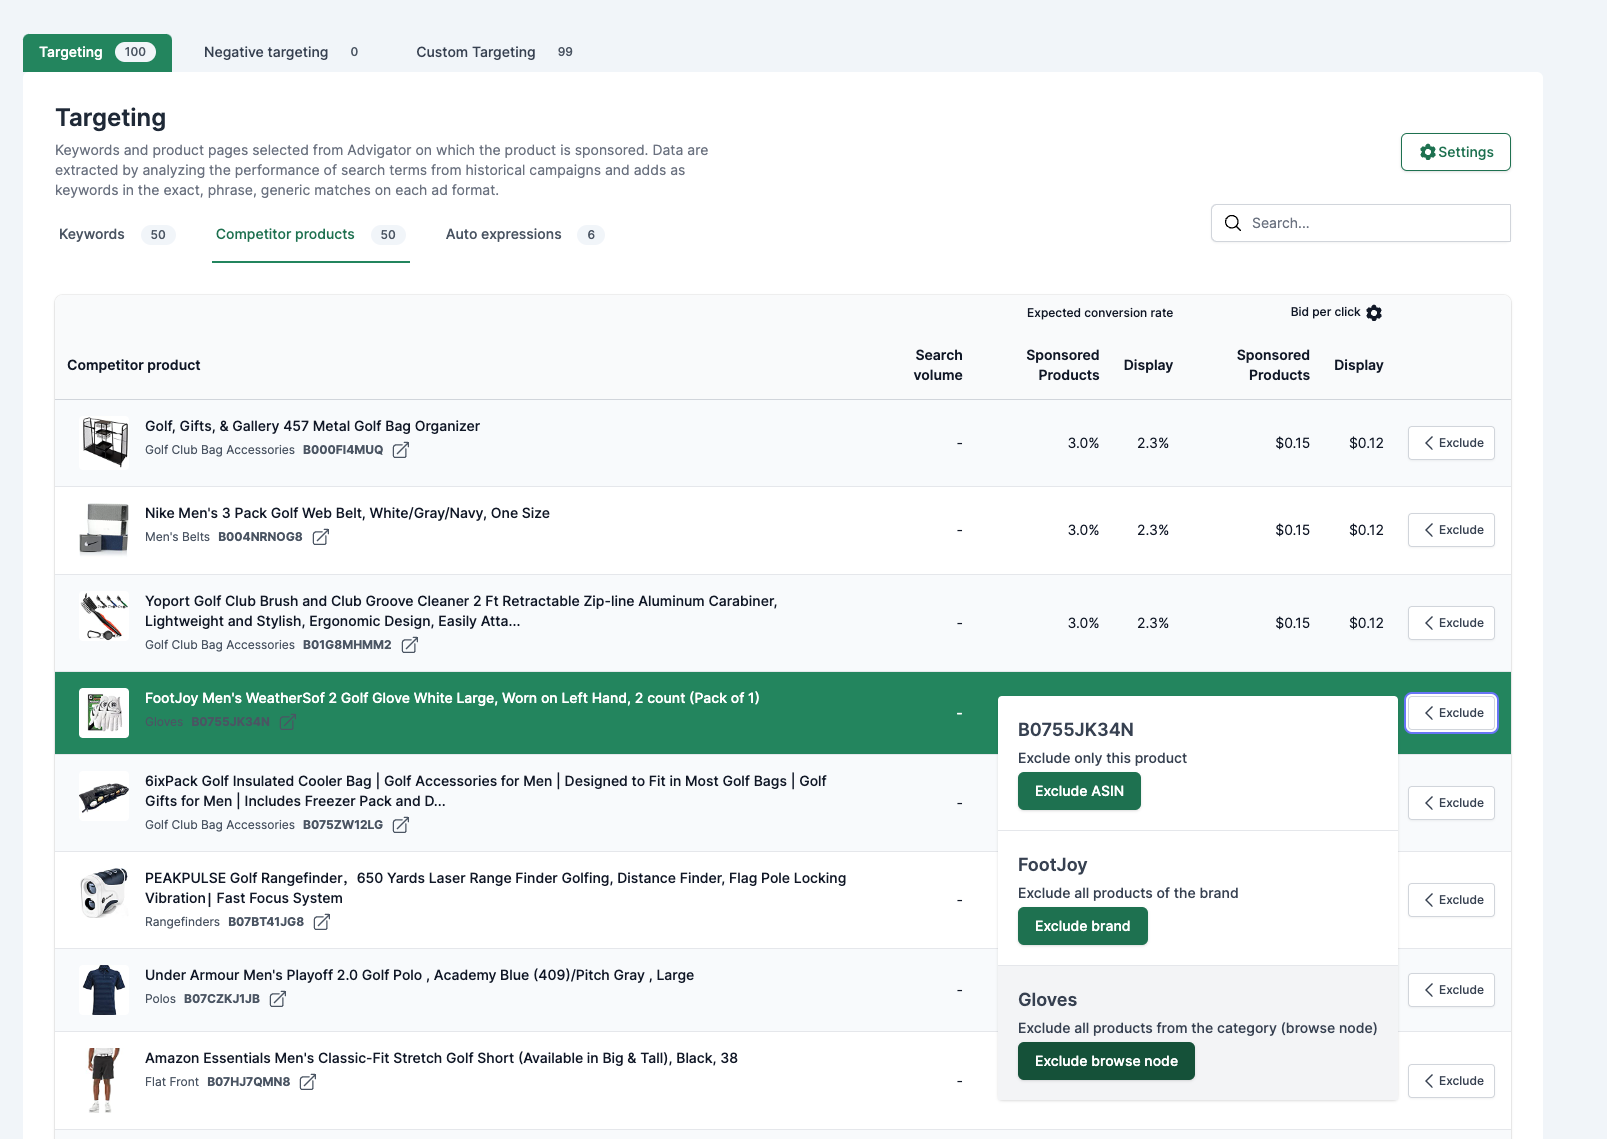 Targeting 100 Negative targeting 0 Custom Targeting 99
Targeting
Keywords and product pages selected from Advigator on which the product is sponsored. Data are
extracted by analyzing the performance of search terms from historical campaigns and adds as
keywords in the exact, phrase, generic matches on each ad format.
Settings
Search...
Keywords 50 Competitor products 50 Auto expressions 6
Expected conversion rate Bid per click
Competitor product Search volume Sponsored Products Display Sponsored Products Display
Golf, Gifts, & Gallery 457 Metal Golf Bag Organizer
Golf Club Bag Accessories B000FI4MUQ
- 3.0% 2.3% $0.15 $0.12 Exclude
Nike Men's 3 Pack Golf Web Belt, White/Gray/Navy, One Size
Men's Belts B004NRNOG8
- 3.0% 2.3% $0.15 $0.12 Exclude
Yoport Golf Club Brush and Club Groove Cleaner 2 Ft Retractable Zip-line Aluminum Carabiner,
Lightweight and Stylish, Ergonomic Design, Easily Atta...
Golf Club Bag Accessories B01G8MHMM2
- 3.0% 2.3% $0.15 $0.12 Exclude
FootJoy Men's WeatherSof 2 Golf Glove White Large, Worn on Left Hand, 2 count (Pack of 1)
Gloves B0755JK34N
- Exclude
B0755JK34N
Exclude only this product
Exclude ASIN
FootJoy
Exclude all products of the brand
Exclude brand
Gloves
Exclude all products from the category (browse node)
Exclude browse node
6ixPack Golf Insulated Cooler Bag | Golf Accessories for Men | Designed to Fit in Most Golf Bags | Golf
Gifts for Men | Includes Freezer Pack and D...
Golf Club Bag Accessories B075ZW12LG
- Exclude
PEAKPULSE Golf Rangefinder，650 Yards Laser Range Finder Golfing, Distance Finder, Flag Pole Locking
Vibration| Fast Focus System
Rangefinders B07BT41JG8
- Exclude
Under Armour Men's Playoff 2.0 Golf Polo , Academy Blue (409)/Pitch Gray , Large
Polos B07CZKJ1JB
- Exclude
Amazon Essentials Men's Classic-Fit Stretch Golf Short (Available in Big & Tall), Black, 38
Flat Front B07HJ7QMN8
- Exclude